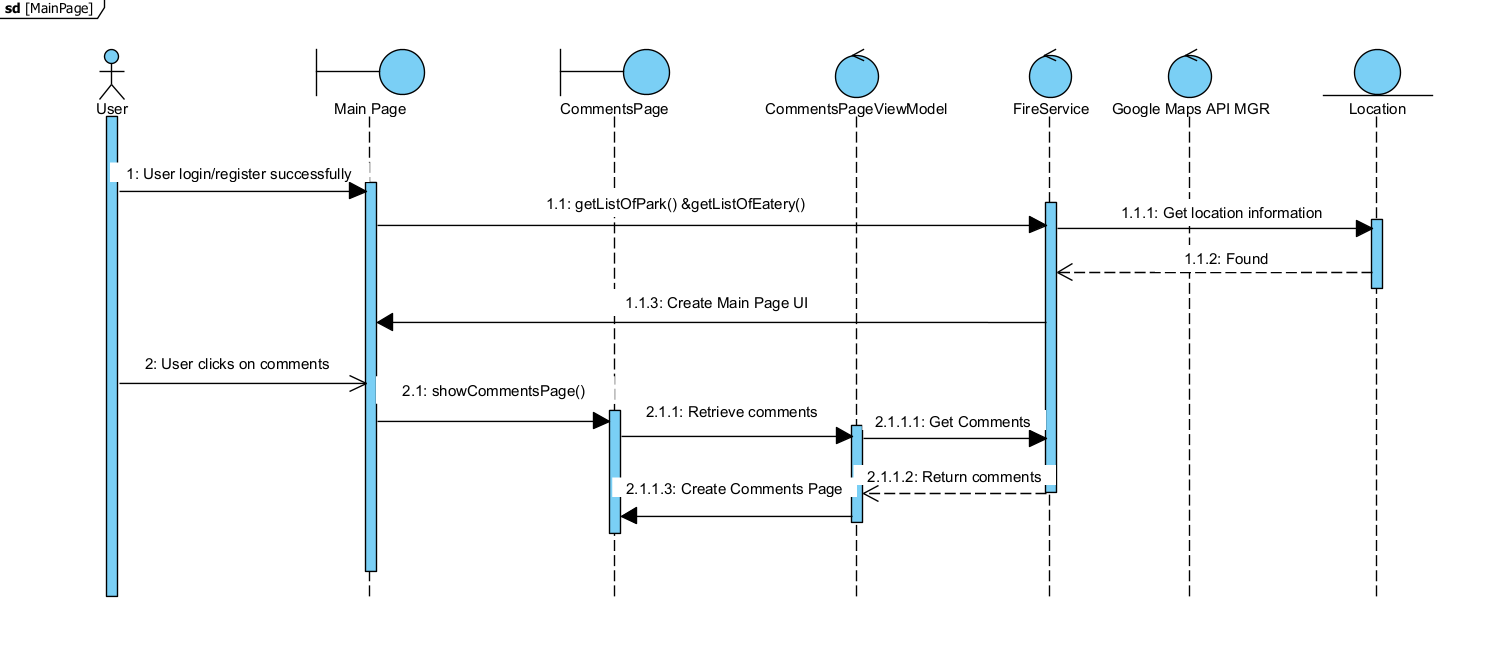 sd [MainPage]
User
Main Page
CommentsPage
CommentsPageViewModel
FireService
Google Maps API MGR
Location
1: User login/register successfully
1.1: getListOfPark() &getListOfEatery()
1.1.1: Get location information
1.1.2: Found
1.1.3: Create Main Page UI
2: User clicks on comments
2.1: showCommentsPage()
2.1.1: Retrieve comments
2.1.1.1: Get Comments
2.1.1.2: Return comments
2.1.1.3: Create Comments Page